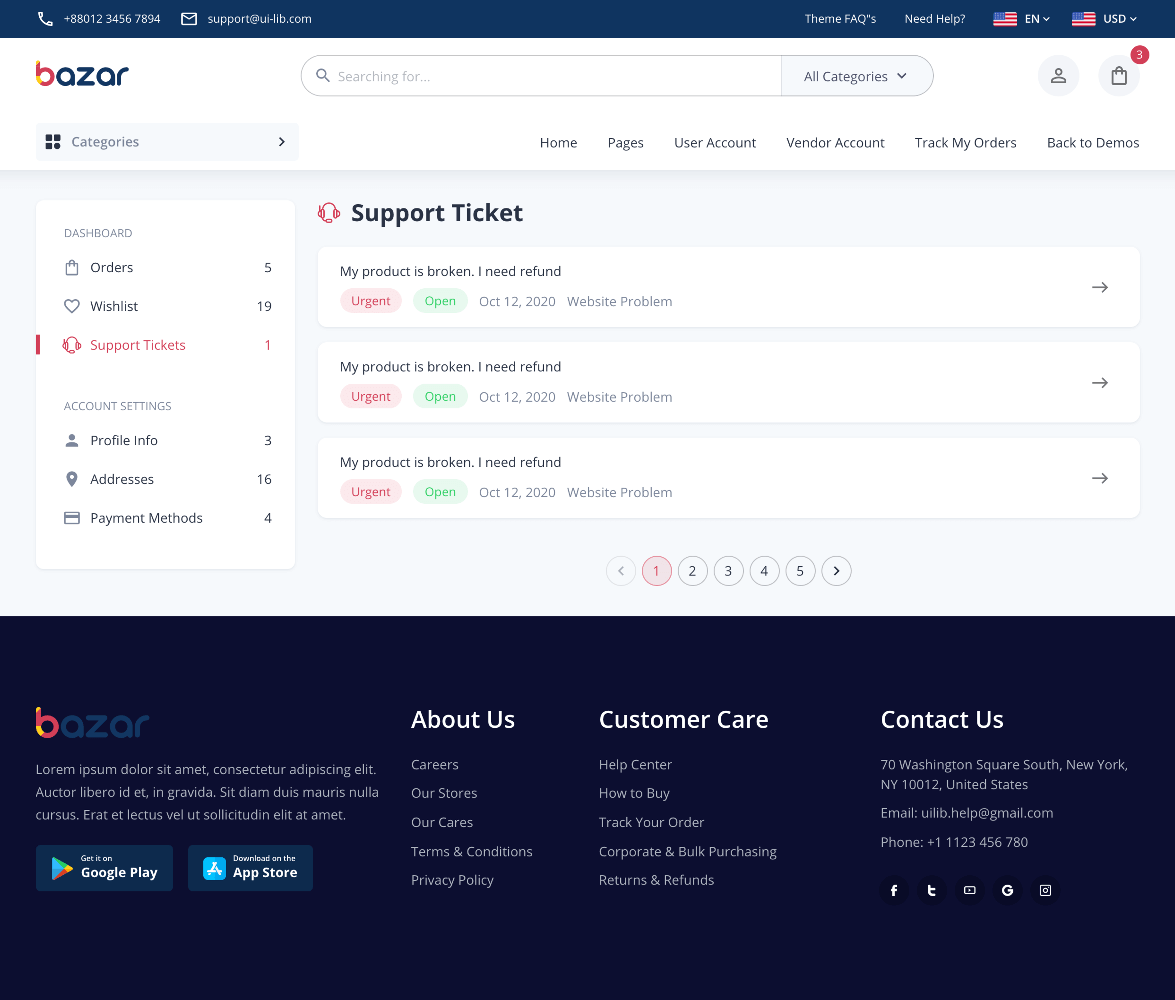 +88012 3456 7894 support@ui-lib.com Theme FAQ"s Need Help? EN USD
bazar Searching for... All Categories 3
Categories Home Pages User Account Vendor Account Track My Orders Back to Demos
DASHBOARD
Orders 5
Wishlist 19
Support Tickets 1
ACCOUNT SETTINGS
Profile Info 3
Addresses 16
Payment Methods 4
Support Ticket
My product is broken. I need refund
Urgent Open Oct 12, 2020 Website Problem
My product is broken. I need refund
Urgent Open Oct 12, 2020 Website Problem
My product is broken. I need refund
Urgent Open Oct 12, 2020 Website Problem
1 2 3 4 5
bazar
Lorem ipsum dolor sit amet, consectetur adipiscing elit.
Auctor libero id et, in gravida. Sit diam duis mauris nulla
cursus. Erat et lectus vel ut sollicitudin elit at amet.
Get it on
Google Play
Download on the
App Store
About Us
Careers
Our Stores
Our Cares
Terms & Conditions
Privacy Policy
Customer Care
Help Center
How to Buy
Track Your Order
Corporate & Bulk Purchasing
Returns & Refunds
Contact Us
70 Washington Square South, New York,
NY 10012, United States
Email: uilib.help@gmail.com
Phone: +1 1123 456 780